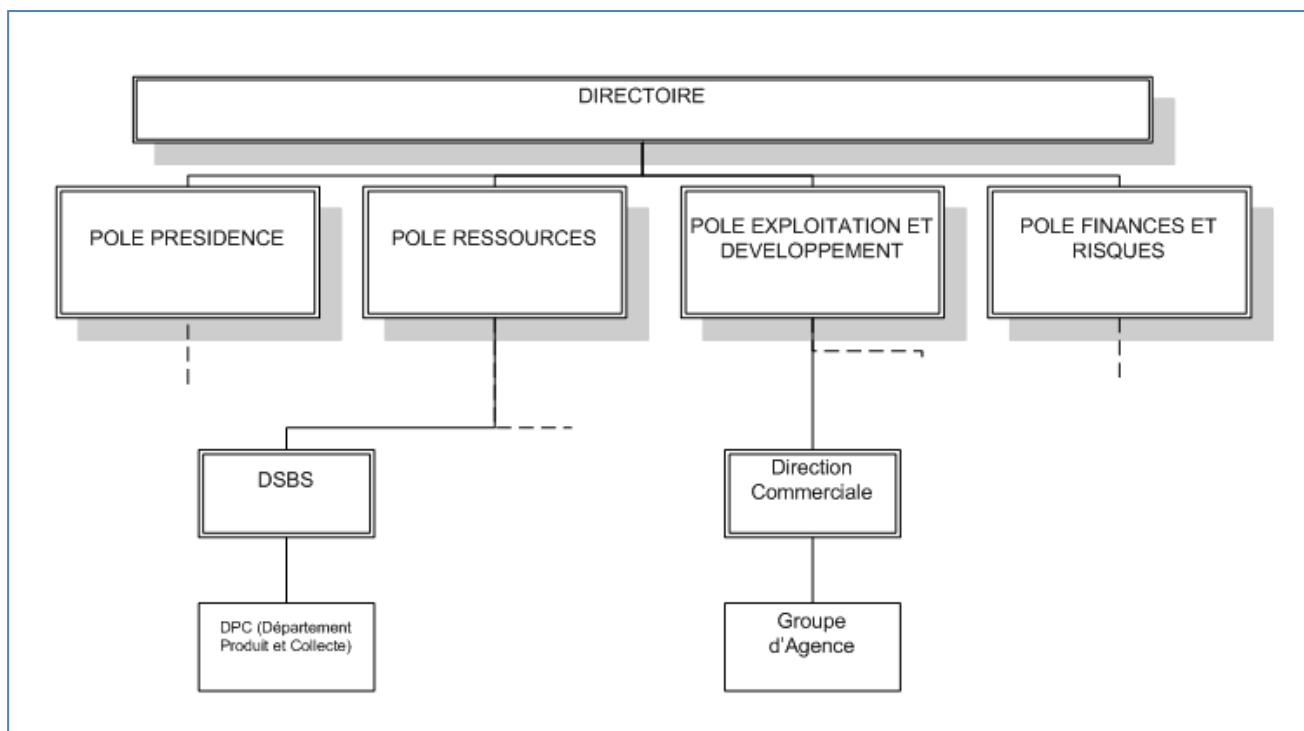 DIRECTOIRE
POLE PRESIDENCE
POLE RESSOURCES
POLE EXPLOITATION ET
DEVELOPPEMENT
POLE FINANCES ET
RISQUES
DSBS
Direction
Commerciale
DPC (Département
Produit et Collecte)
Groupe
d'Agence